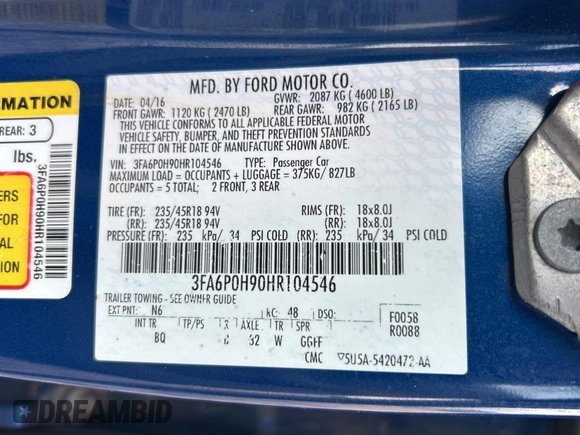 ORMATION
REAR: 3
lbs.
3FA6P0H90HR104546
ERS
FOR
NAL
N
MFD. BY FORD MOTOR CO.
DATE: 04/16 GVWR: 2087 KG ( 4600 LB)
FRONT GAWR: 1120 KG ( 2470 LB) REAR GAWR: 982 KG ( 2165 LB)
THIS VEHICLE CONFORMS TO ALL APPLICABLE FEDERAL MOTOR
VEHICLE SAFETY, BUMPER, AND THEFT PREVENTION STANDARDS
IN EFFECT ON THE DATE OF MANUFACTURE SHOWN ABOVE.
VIN: 3FA6P0H90HR104546 TYPE: Passenger Car
MAXIMUM LOAD = OCCUPANTS + LUGGAGE = 375KG/ 827LB
OCCUPANTS = 5 TOTAL; 2 FRONT, 3 REAR
TIRE (FR): 235/45R18 94V RIMS (FR): 18x8.0J
(RR): 235/45R18 94V (RR): 18x8.0J
PRESSURE (FR): 235 kPa/ 34 PSI COLD (RR): 235 kPa/ 34 PSI COLD
3FA6P0H90HR104546
TRAILER TOWING - SEE OWNER GUIDE
EXT PNT: N6 RC: 48 DSO: F0058
R0088
INT TR TP/PS R AXLE TR SPR
BQ 32 W GGFF
CMC ▽5U5A-5420472-AA
DREAMBID